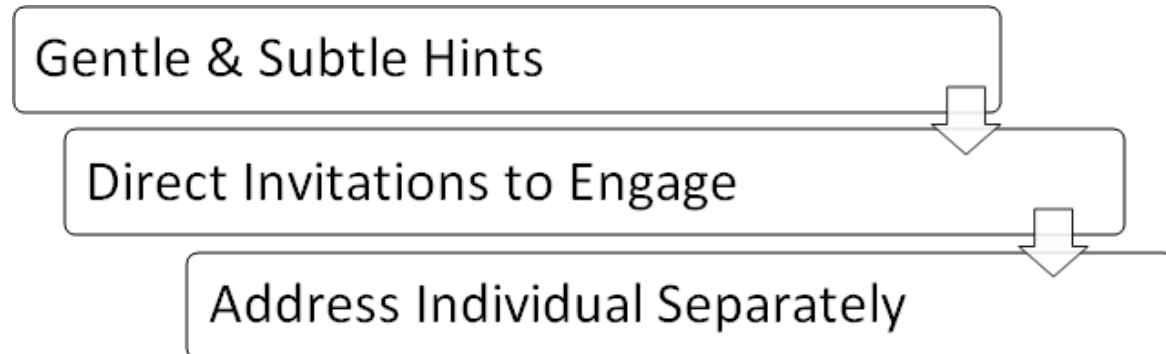 Gentle & Subtle Hints
Direct Invitations to Engage
Address Individual Separately